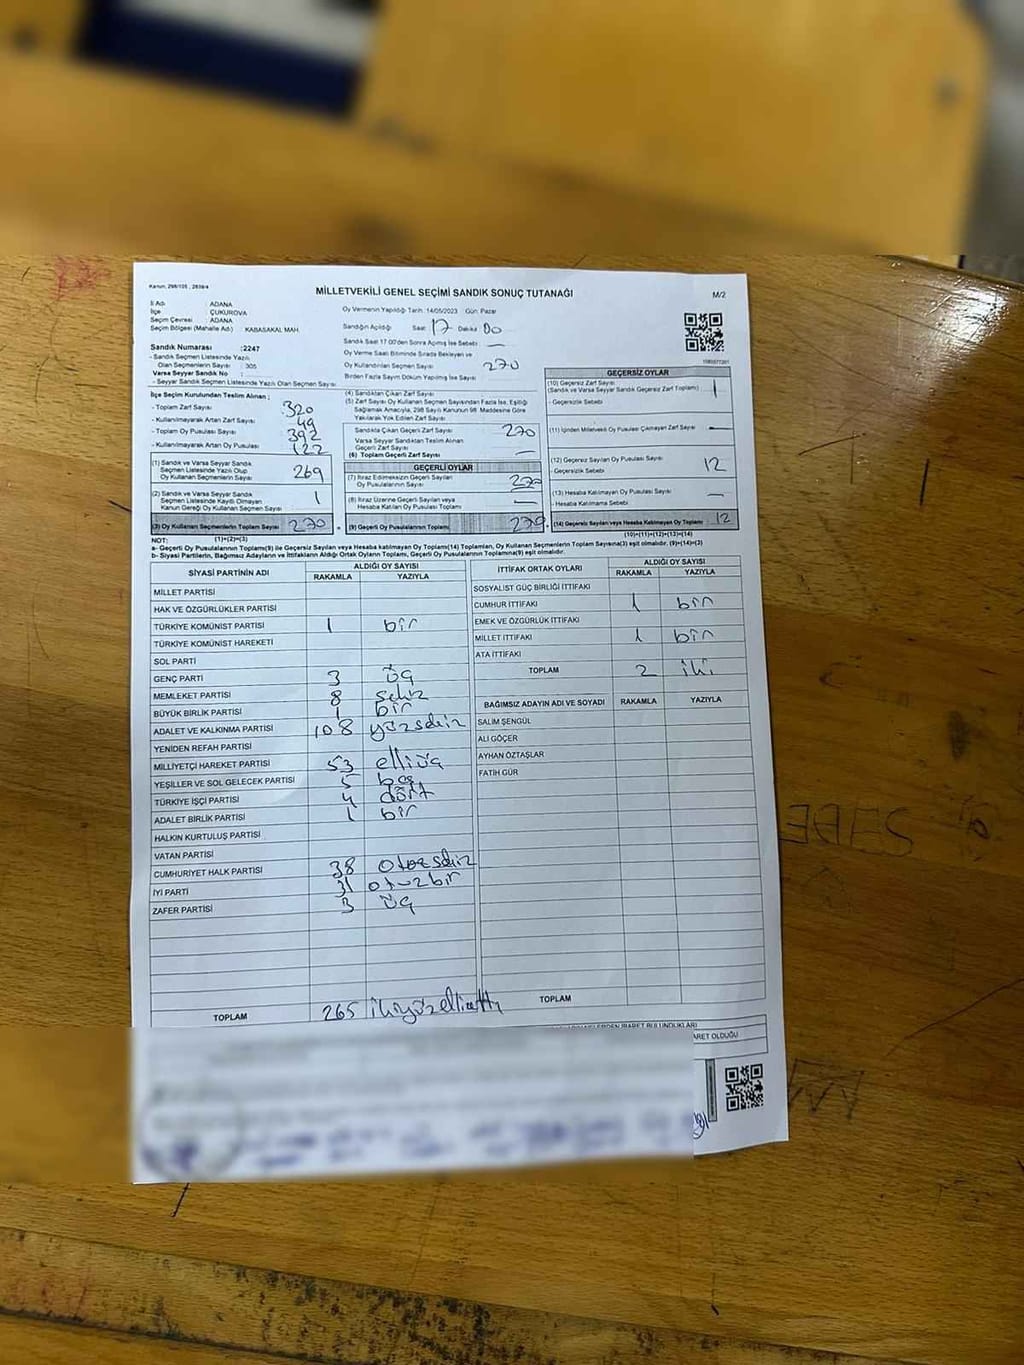 Kanun: 298/105 , 2839/4
MİLLETVEKİLİ GENEL SEÇİMİ SANDIK SONUÇ TUTANAĞI
M/2
İl Adı : ADANA
İlçe : ÇUKUROVA
Seçim Çevresi : ADANA
Seçim Bölgesi (Mahalle Adı) : KABASAKAL MAH.
Sandık Numarası : 2247
- Sandık Seçmen Listesinde Yazılı
Olan Seçmenlerin Sayısı : 305
Varsa Seyyar Sandık No :
- Seyyar Sandık Seçmen Listesinde Yazılı Olan Seçmen Sayısı
Oy Vermenin Yapıldığı Tarih: 14/05/2023 Gün: Pazar
Sandığın Açıldığı Saat 17 Dakika 00
Sandık Saat 17:00'den Sonra Açılmış İse Sebebi : —
Oy Verme Saati Bitiminde Sırada Bekleyen ve
Oy Kullandırılan Seçmen Sayısı : 270
Birden Fazla Sayım Döküm Yapılmış İse Sayısı :
İlçe Seçim Kurulundan Teslim Alınan ;
- Toplam Zarf Sayısı : 320
- Kullanılmayarak Artan Zarf Sayısı : 49
- Toplam Oy Pusulası Sayısı : 392
- Kullanılmayarak Artan Oy Pusulası : 122
(1) Sandık ve Varsa Seyyar Sandık
Seçmen Listesinde Yazılı Olup
Oy Kullanan Seçmenlerin Sayısı 269
(2) Sandık ve Varsa Seyyar Sandık
Seçmen Listesinde Kayıtlı Olmayan
Kanun Gereği Oy Kullanan Seçmen Sayısı 1
(3) Oy Kullanan Seçmenlerin Toplam Sayısı 270
(1)+(2)=(3)
(4) Sandıktan Çıkan Zarf Sayısı
(5) Zarf Sayısı Oy Kullanan Seçmen Sayısından Fazla İse, Eşitliği
Sağlamak Amacıyla, 298 Sayılı Kanunun 98. Maddesine Göre
Yakılarak Yok Edilen Zarf Sayısı
Sandıkta Çıkan Geçerli Zarf Sayısı 270
Varsa Seyyar Sandıktan Teslim Alınan
Geçerli Zarf Sayısı
(6) Toplam Geçerli Zarf Sayısı —
GEÇERLİ OYLAR
(7) İtiraz Edilmeksizin Geçerli Sayılan
Oy Pusulalarının Sayısı 270
(8) İtiraz Üzerine Geçerli Sayılan veya
Hesaba Katılan Oy Pusulası Toplamı —
(9) Geçerli Oy Pusulalarının Toplamı 270
GEÇERSİZ OYLAR
(10) Geçersiz Zarf Sayısı
(Sandık ve Varsa Seyyar Sandık Geçersiz Zarf Toplamı) 1
- Geçersizlik Sebebi
(11) İçinden Milletvekili Oy Pusulası Çıkmayan Zarf Sayısı —
(12) Geçersiz Oy Pusulası Sayısı 12
- Geçersizlik Sebebi
(13) Hesaba Katılmayan Oy Pusulası Sayısı —
- Hesaba Katılmama Sebebi
(14) Geçersiz Sayılan veya Hesaba Katılmayan Oy Toplamı 12
(10)+(11)+(12)+(13)=(14)
NOT:
a- Geçerli Oy Pusulaları Toplamı(9) ile Geçersiz Sayılan veya Hesaba katılmayan Oy Toplamı(14) Toplamları, Oy Kullanan Seçmenlerin Toplam Sayısına(3) eşit olmalıdır. (9)+(14)=(3)
b- Siyasi Partilerin, Bağımsız Adayların ve İttifakların Aldığı Ortak Oyların Toplamı, Geçerli Oy Pusulalarının Toplamına(9) eşit olmalıdır.
SİYASİ PARTİNİN ADI ALDIĞI OY SAYISI
RAKAMLA YAZIYLA
MİLLET PARTİSİ
HAK VE ÖZGÜRLÜKLER PARTİSİ
TÜRKİYE KOMÜNİST PARTİSİ 1 bir
TÜRKİYE KOMÜNİST HAREKETİ
SOL PARTİ
GENÇ PARTİ 3 üç
MEMLEKET PARTİSİ 8 sekiz
BÜYÜK BİRLİK PARTİSİ 1 bir
ADALET VE KALKINMA PARTİSİ 108 yüzsekiz
YENİDEN REFAH PARTİSİ
MİLLİYETÇİ HAREKET PARTİSİ 53 elliüç
YEŞİLLER VE SOL GELECEK PARTİSİ 5 beş
TÜRKİYE İŞÇİ PARTİSİ 4 dört
ADALET BİRLİK PARTİSİ 1 bir
HALKIN KURTULUŞ PARTİSİ
VATAN PARTİSİ
CUMHURİYET HALK PARTİSİ 38 otuzsekiz
İYİ PARTİ 31 otuzbir
ZAFER PARTİSİ 3 üç
TOPLAM 265 ikiyüzellialtı
İTTİFAK ORTAK OYLARI ALDIĞI OY SAYISI
RAKAMLA YAZIYLA
SOSYALİST GÜÇ BİRLİĞİ İTTİFAKI
CUMHUR İTTİFAKI 1 bir
EMEK VE ÖZGÜRLÜK İTTİFAKI
MİLLET İTTİFAKI 1 bir
ATA İTTİFAKI
TOPLAM 2 iki
BAĞIMSIZ ADAYIN ADI VE SOYADI RAKAMLA YAZIYLA
SALİM ŞENGÜL
ALİ GÖÇER
AYHAN ÖZTAŞLAR
FATİH GÜR
TOPLAM
İBARET BULUNDUKLARI
ARET OLDUĞU